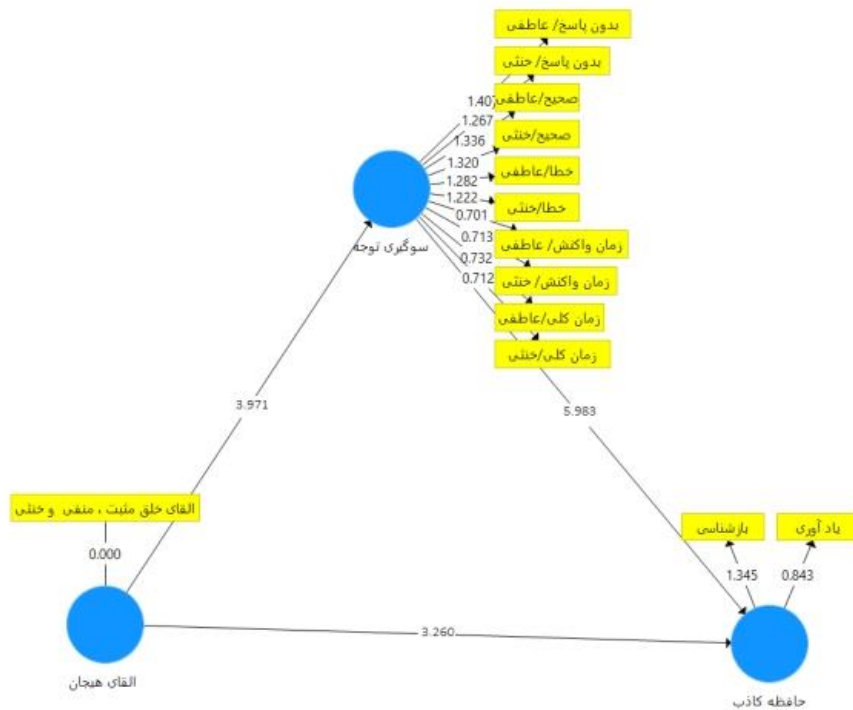 بدون پاسخ/ عاطفی
بدون پاسخ/ خنثی
صحیح/عاطفی
صحیح/خنثی
خطا/عاطفی
خطا/خنثی
زمان واکنش/ عاطفی
زمان واکنش/ خنثی
زمان کلی/عاطفی
زمان کلی/خنثی
1.407
1.267
1.336
1.320
1.282
1.222
0.701
0.713
0.732
0.712
سوگیری توجه
3.971
5.983
القای خلق مثبت ، منفی و خنثی
0.000
بازشناسی
یاد آوری
1.345
0.843
3.260
القای هیجان
حافظه کاذب